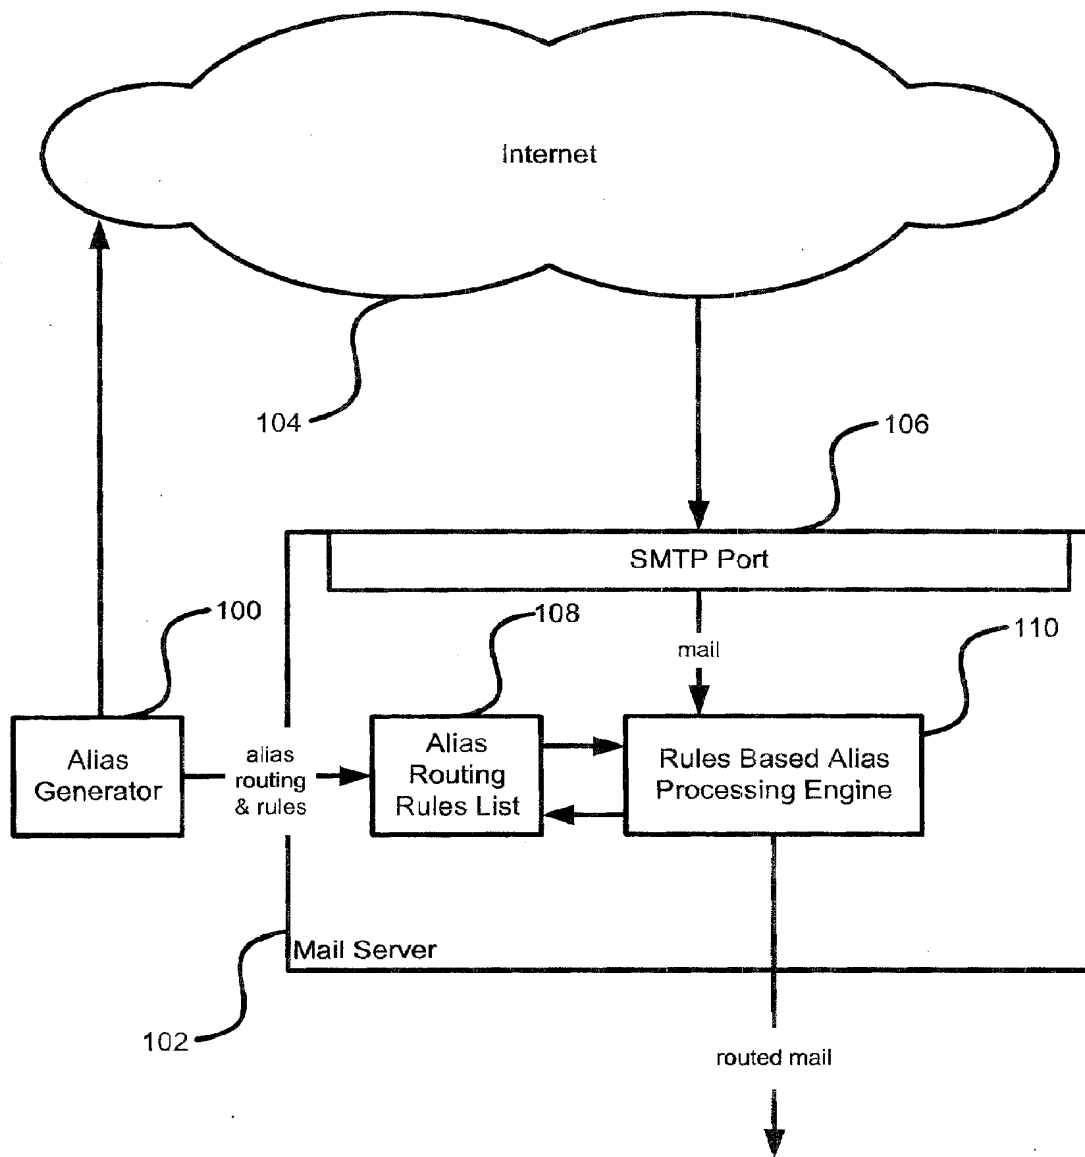 Internet
104
106
SMTP Port
100
108
110
mail
Alias
Generator
alias
routing
& rules
Alias
Routing
Rules List
Rules Based Alias
Processing Engine
Mail Server
102
routed mail